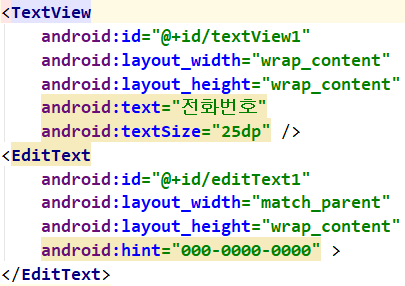 <TextView
    android:id="@+id/textView1"
    android:layout_width="wrap_content"
    android:layout_height="wrap_content"
    android:text="전화번호"
    android:textSize="25dp" />
<EditText
    android:id="@+id/editText1"
    android:layout_width="match_parent"
    android:layout_height="wrap_content"
    android:hint="000-0000-0000" >
</EditText>